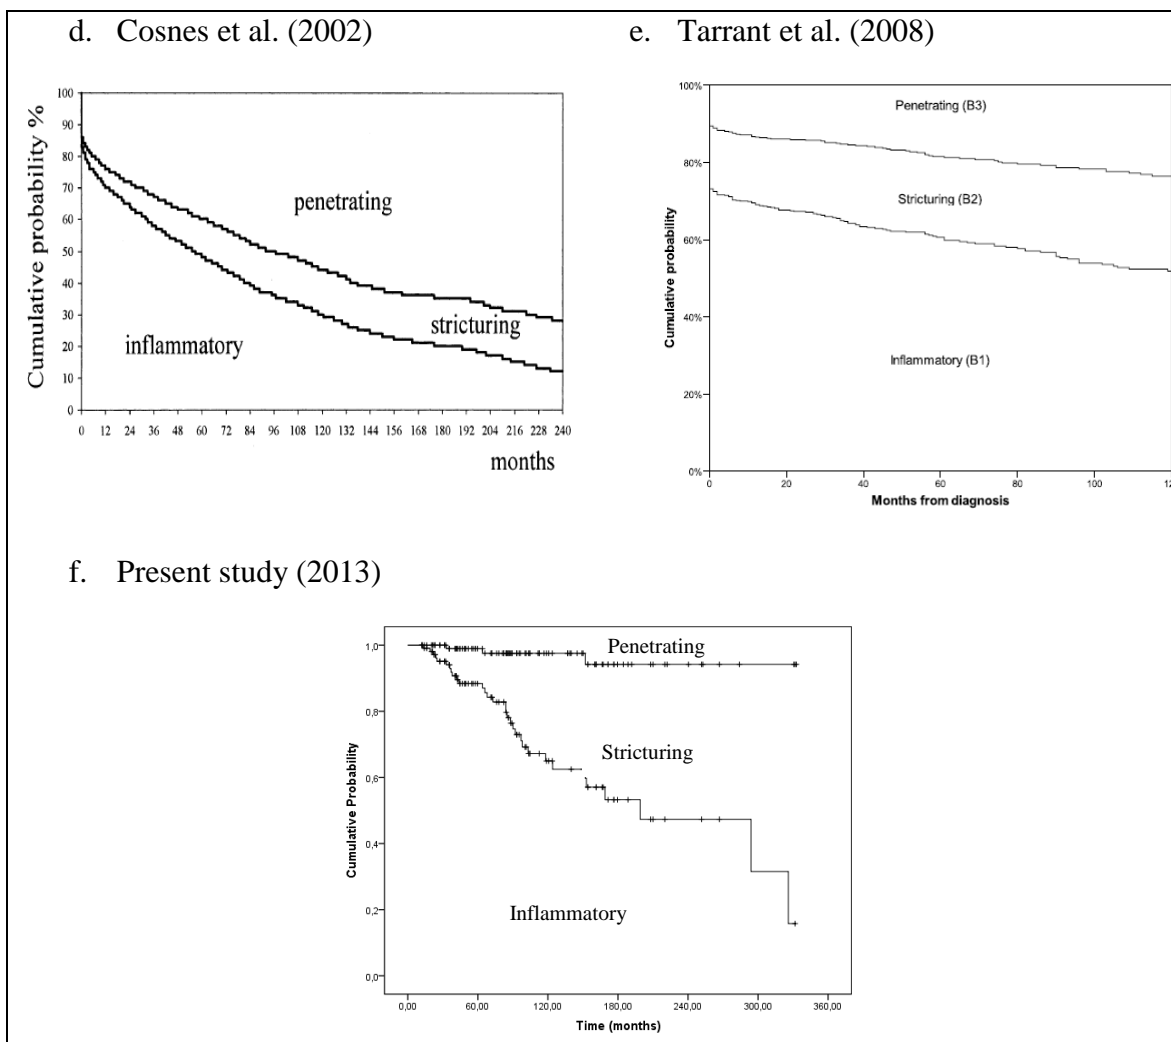 d. Cosnes et al. (2002)
Cumulative probability %
100
90
80
70
60
50
40
30
20
10
0
penetrating
stricturing
inflammatory
0 12 24 36 48 60 72 84 96 108 120 132 144 156 168 180 192 204 216 228 240
months
e. Tarrant et al. (2008)
Cumulative probability
100%
80%
60%
40%
20%
0%
Penetrating (B3)
Stricturing (B2)
Inflammatory (B1)
0 20 40 60 80 100 12
Months from diagnosis
f. Present study (2013)
Cumulative Probability
1,0
0,8
0,6
0,4
0,2
0,0
Penetrating
Stricturing
Inflammatory
0,00 60,00 120,00 180,00 240,00 300,00 360,00
Time (months)